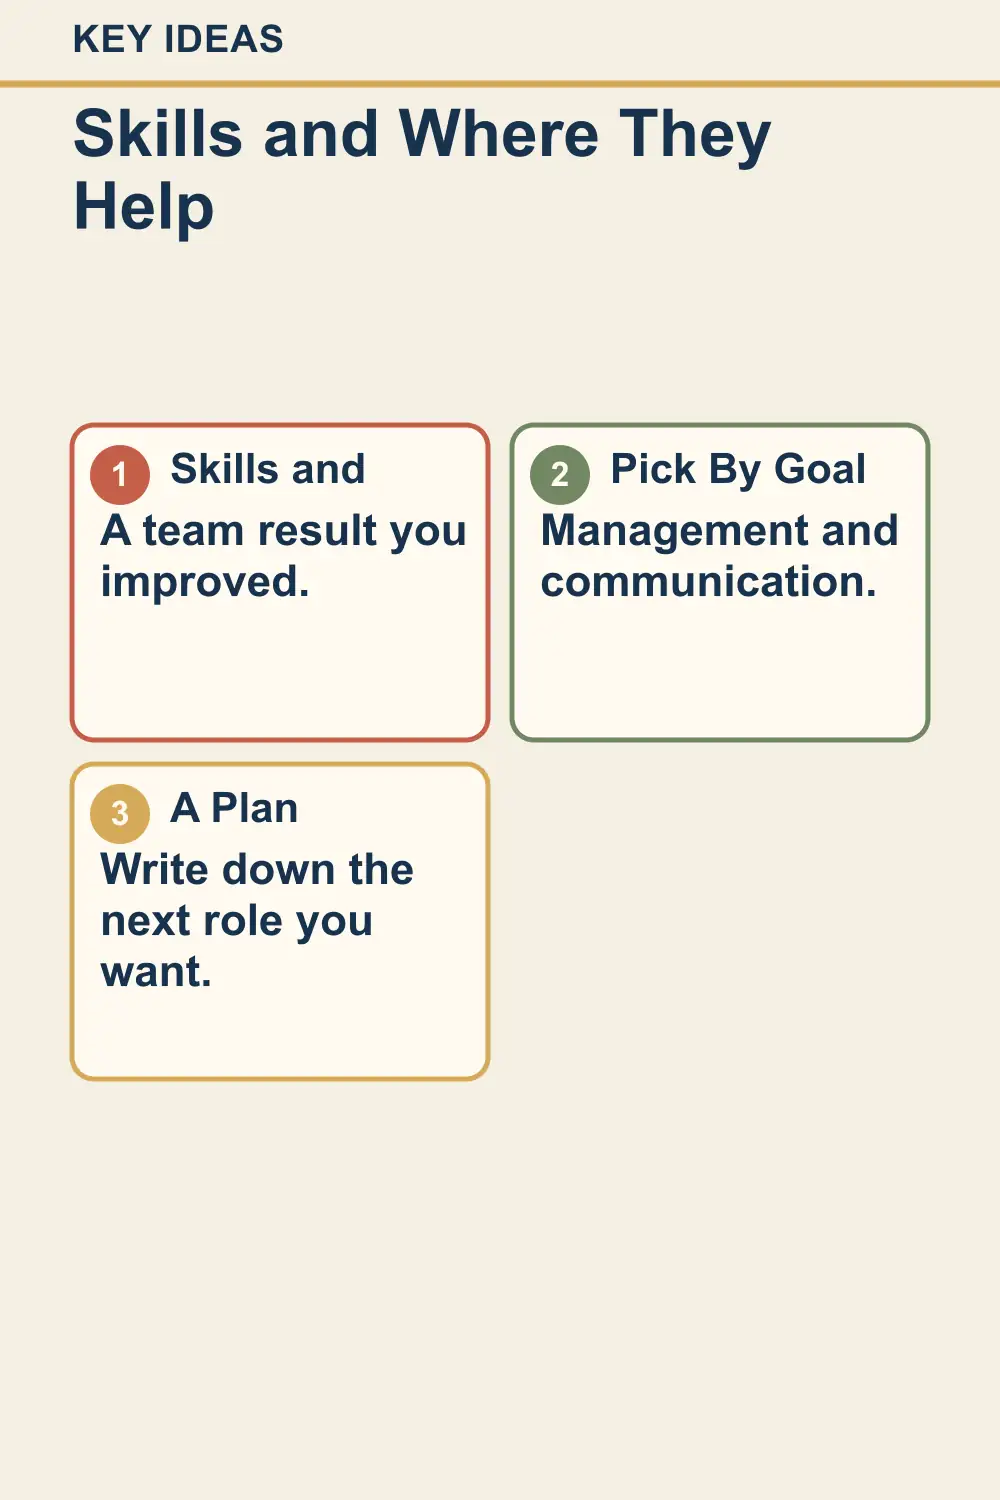 KEY IDEAS
Skills and Where They
Help
1 Skills and
A team result you
improved.
2 Pick By Goal
Management and
communication.
3 A Plan
Write down the
next role you
want.